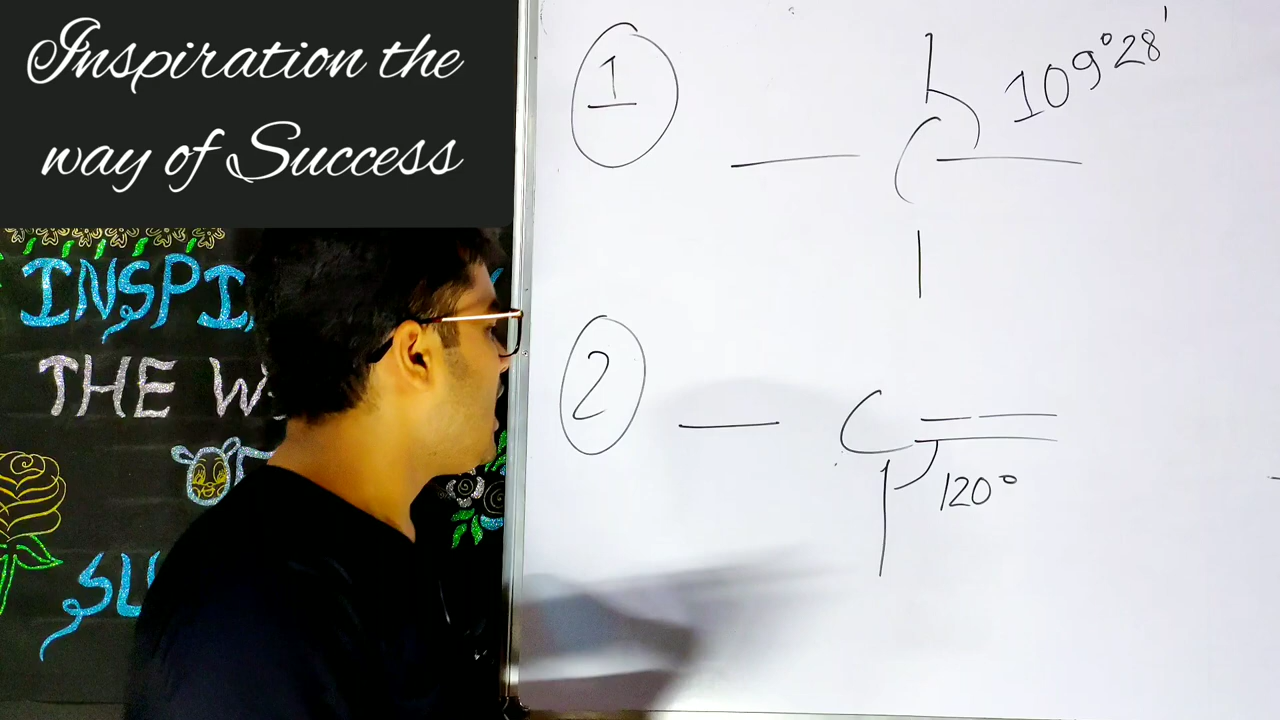 Inspiration the
way of Success
INSPI
THE W
SU
1
109°28'
C
2
C
120°